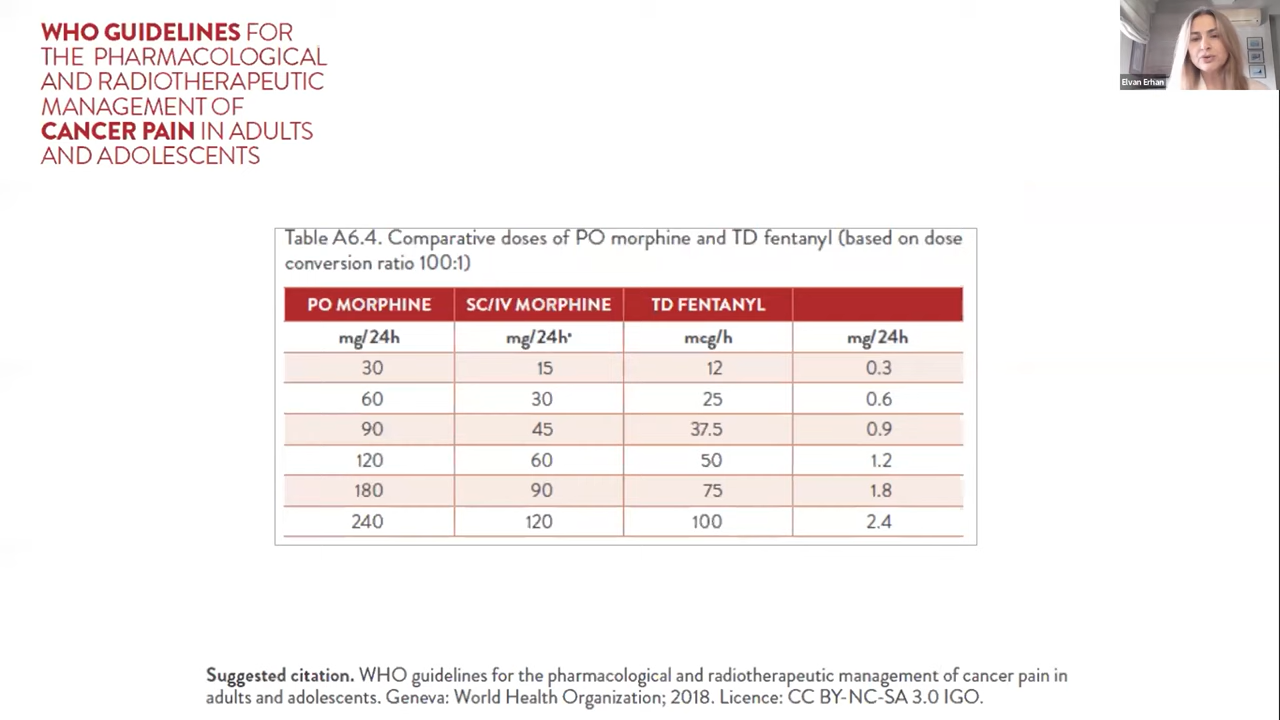 WHO GUIDELINES FOR
THE PHARMACOLOGICAL
AND RADIOTHERAPEUTIC
MANAGEMENT OF
CANCER PAIN IN ADULTS
AND ADOLESCENTS
Elvan Erhan
Table A6.4. Comparative doses of PO morphine and TD fentanyl (based on dose
conversion ratio 100:1)
PO MORPHINE SC/IV MORPHINE TD FENTANYL
mg/24h mg/24h* mcg/h mg/24h
30 15 12 0.3
60 30 25 0.6
90 45 37.5 0.9
120 60 50 1.2
180 90 75 1.8
240 120 100 2.4
Suggested citation. WHO guidelines for the pharmacological and radiotherapeutic management of cancer pain in
adults and adolescents. Geneva: World Health Organization; 2018. Licence: CC BY-NC-SA 3.0 IGO.